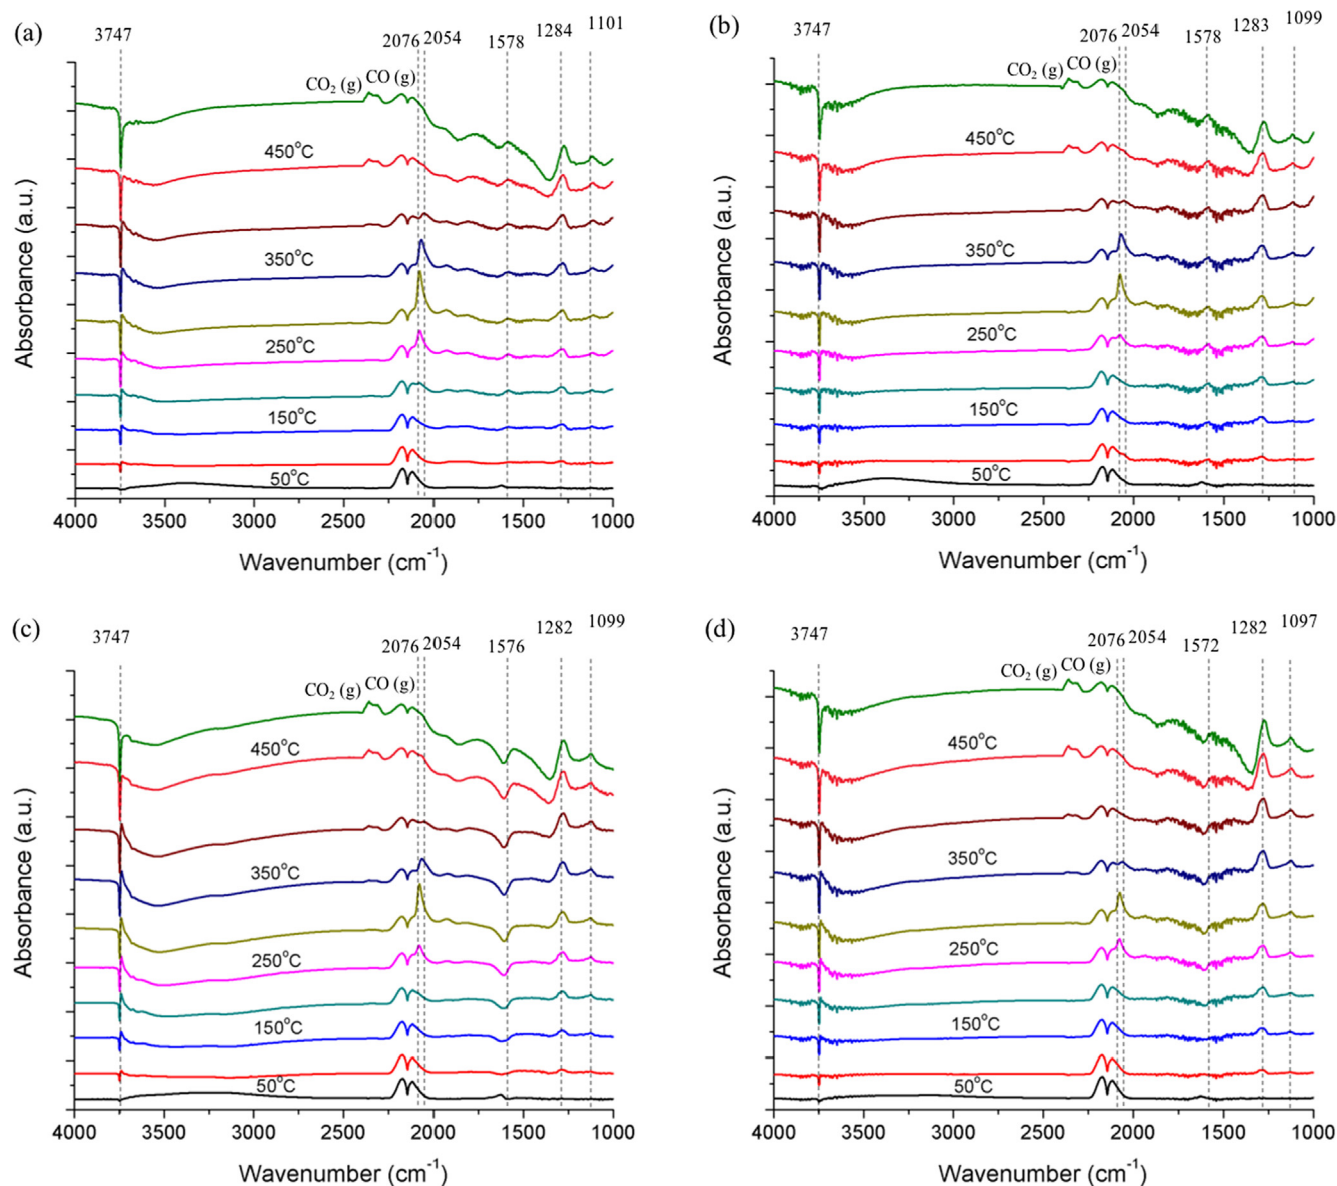 (a)
3747
2076 2054
1578
1284
1101
CO₂ (g)
CO (g)
450°C
350°C
250°C
150°C
50°C
Absorbance (a.u.)
4000 3500 3000 2500 2000 1500 1000
Wavenumber (cm⁻¹)
(b)
3747
2076 2054
1578
1283
1099
CO₂ (g)
CO (g)
450°C
350°C
250°C
150°C
50°C
Absorbance (a.u.)
4000 3500 3000 2500 2000 1500 1000
Wavenumber (cm⁻¹)
(c)
3747
2076 2054
1576
1282
1099
CO₂ (g)
CO (g)
450°C
350°C
250°C
150°C
50°C
Absorbance (a.u.)
4000 3500 3000 2500 2000 1500 1000
Wavenumber (cm⁻¹)
(d)
3747
2076 2054
1572
1282
1097
CO₂ (g)
CO (g)
450°C
350°C
250°C
150°C
50°C
Absorbance (a.u.)
4000 3500 3000 2500 2000 1500 1000
Wavenumber (cm⁻¹)